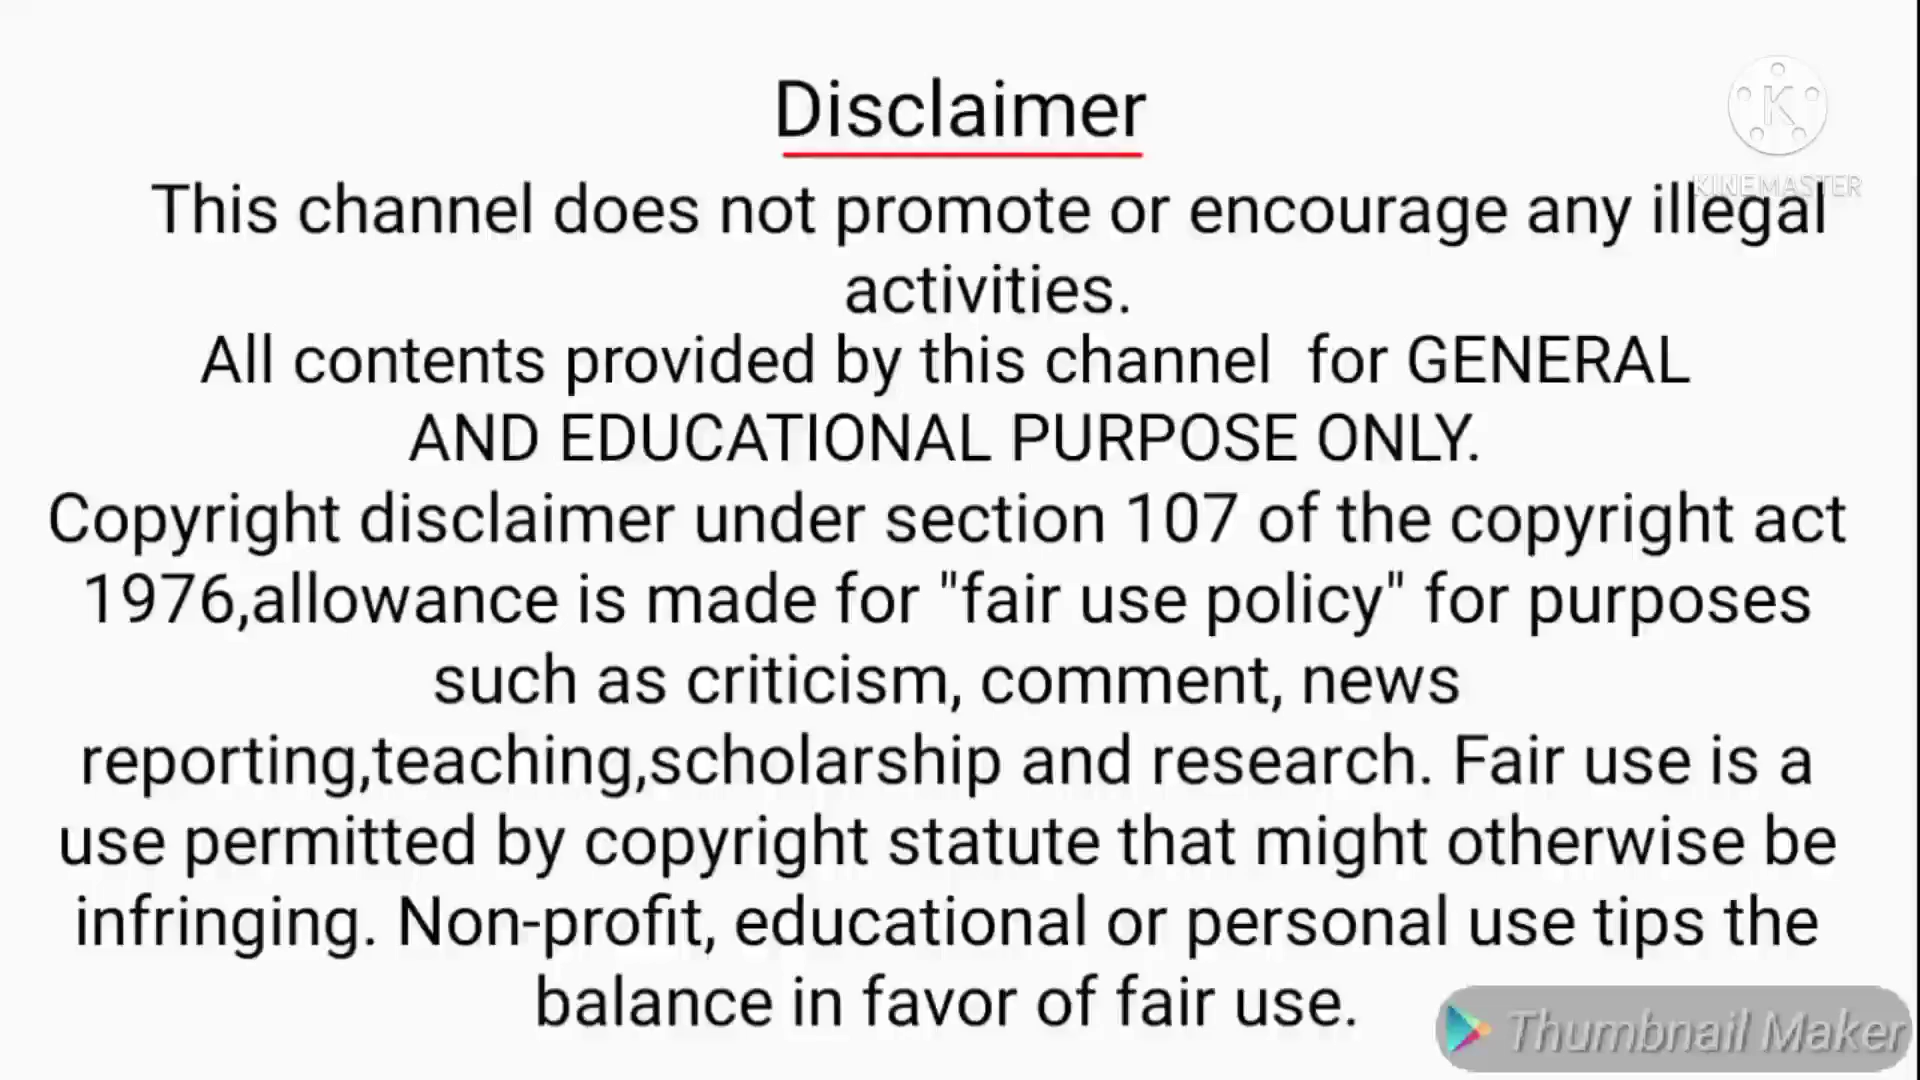 Disclaimer
KINEMASTER
This channel does not promote or encourage any illegal
activities.
All contents provided by this channel  for GENERAL
AND EDUCATIONAL PURPOSE ONLY.
Copyright disclaimer under section 107 of the copyright act
1976,allowance is made for "fair use policy" for purposes
such as criticism, comment, news
reporting,teaching,scholarship and research. Fair use is a
use permitted by copyright statute that might otherwise be
infringing. Non-profit, educational or personal use tips the
balance in favor of fair use.
Thumbnail Maker